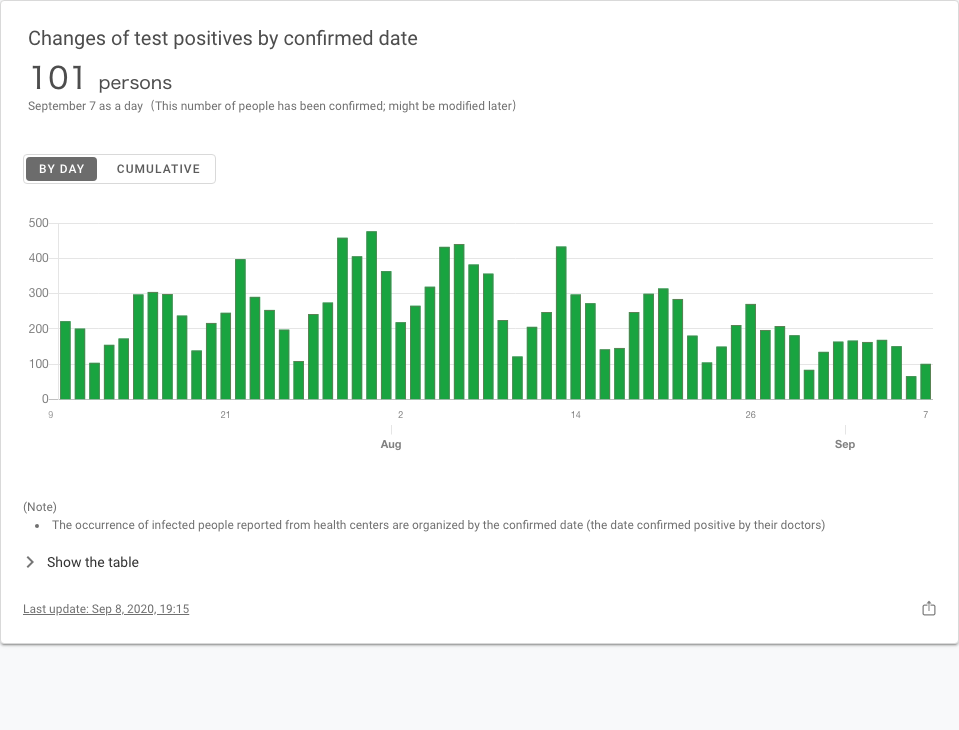 Changes of test positives by confirmed date
101 persons
September 7 as a day (This number of people has been confirmed; might be modified later)
BY DAY CUMULATIVE
500
400
300
200
100
0
9 21 2 14 26 7
Aug Sep
(Note)
• The occurrence of infected people reported from health centers are organized by the confirmed date (the date confirmed positive by their doctors)
Show the table
Last update: Sep 8, 2020, 19:15